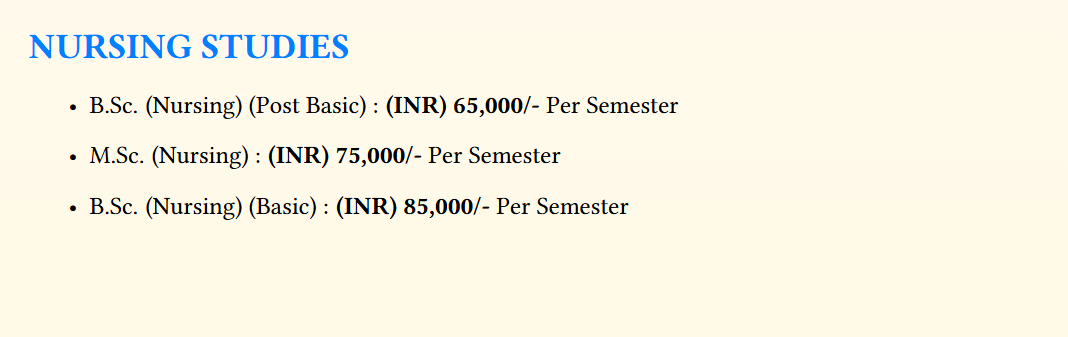 NURSING STUDIES
• B.Sc. (Nursing) (Post Basic) : (INR) 65,000/- Per Semester
• M.Sc. (Nursing) : (INR) 75,000/- Per Semester
• B.Sc. (Nursing) (Basic) : (INR) 85,000/- Per Semester